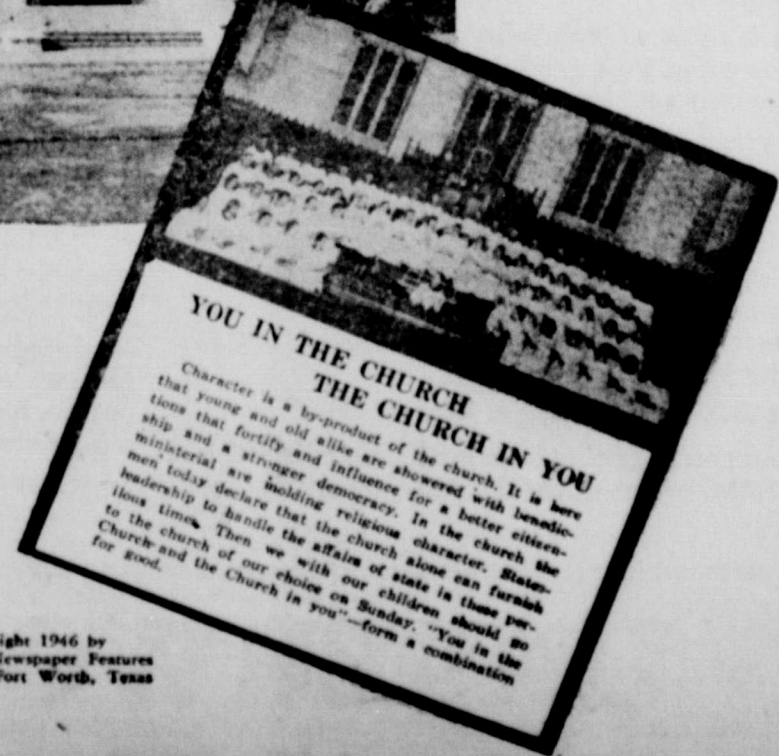 YOU IN THE CHURCH
THE CHURCH IN YOU
Character is a by-product of the church. It is here
that young and old alike are showered with benedic-
tions that fortify and influence for a better citizen-
ship and a stronger democracy. In the church the
ministerial are molding religious character. States-
men today declare that the church alone can furnish
leadership to handle the affairs of state in these per-
ilous times. Then we with our children should go
to the church of our choice on Sunday. "You in the
Church and the Church in you"—form a combination
for good.
ight 1946 by
Newspaper Features
Fort Worth, Texas